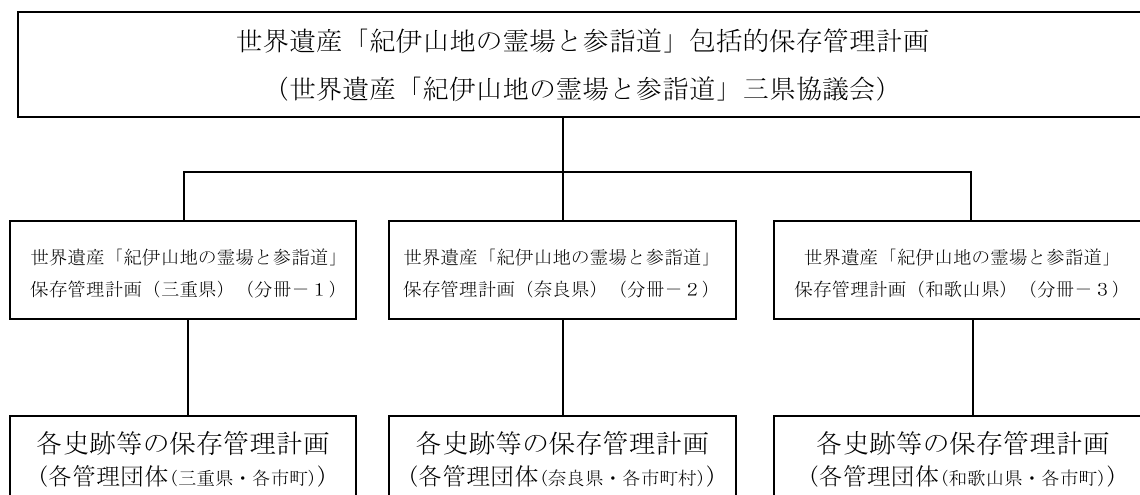 世界遺産「紀伊山地の霊場と参詣道」包括的保存管理計画
（世界遺産「紀伊山地の霊場と参詣道」三県協議会）
世界遺産「紀伊山地の霊場と参詣道」
保存管理計画（三重県）（分冊－１）
世界遺産「紀伊山地の霊場と参詣道」
保存管理計画（奈良県）（分冊－２）
世界遺産「紀伊山地の霊場と参詣道」
保存管理計画（和歌山県）（分冊－３）
各史跡等の保存管理計画
（各管理団体（三重県・各市町））
各史跡等の保存管理計画
（各管理団体（奈良県・各市町村））
各史跡等の保存管理計画
（各管理団体（和歌山県・各市町））